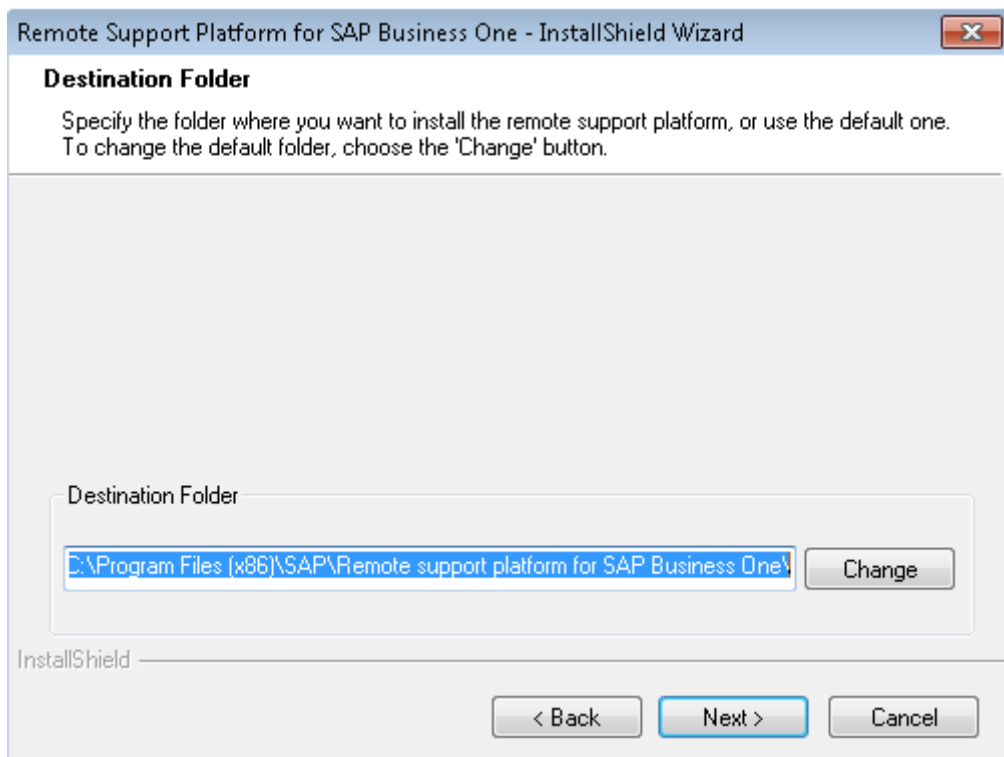 Remote Support Platform for SAP Business One - InstallShield Wizard
Destination Folder
Specify the folder where you want to install the remote support platform, or use the default one.
To change the default folder, choose the 'Change' button.
Destination Folder
C:\Program Files (x86)\SAP\Remote support platform for SAP Business One\
Change
InstallShield
< Back
Next >
Cancel